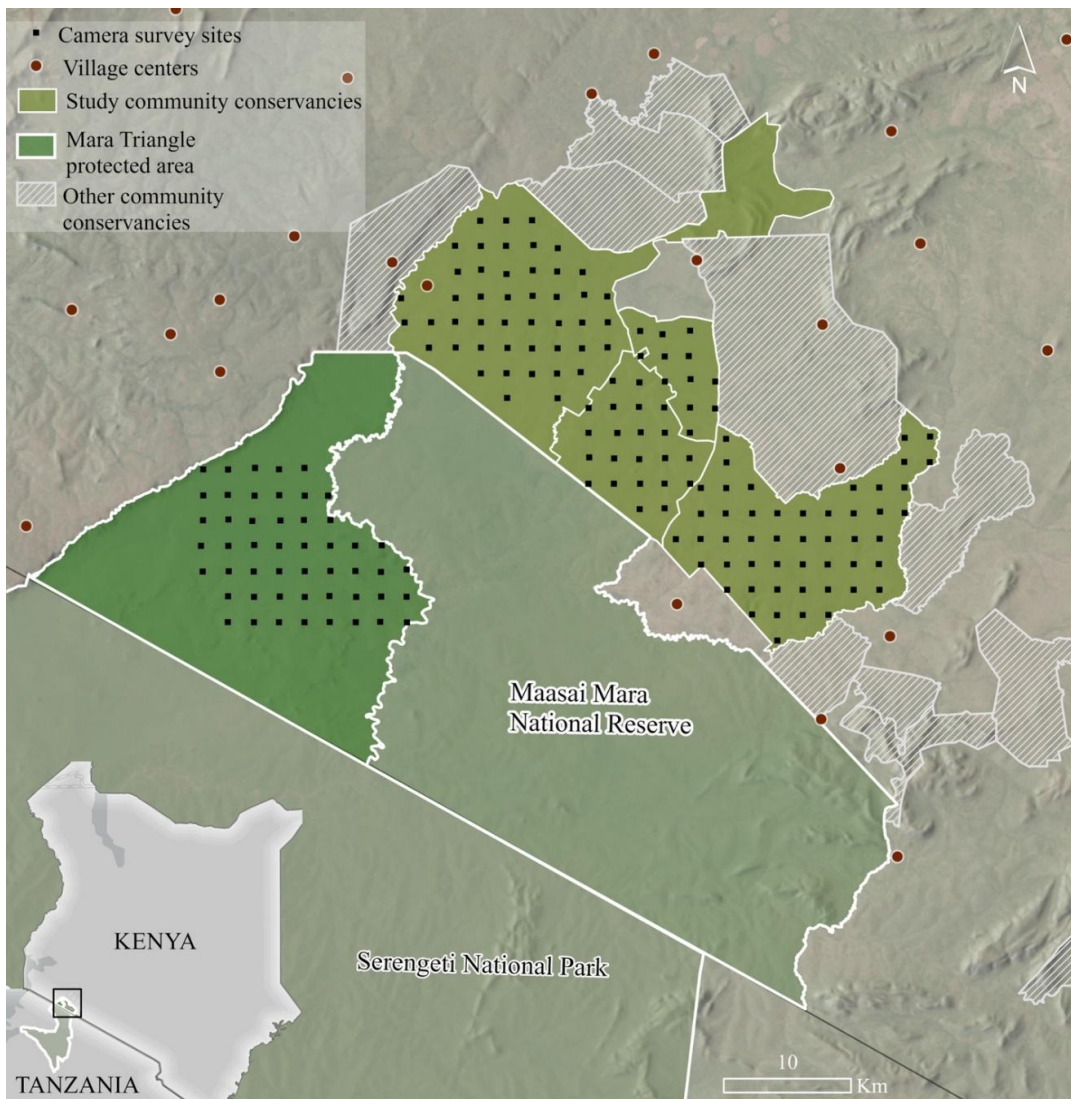 Camera survey sites
Village centers
Study community conservancies
Mara Triangle
protected area
Other community
conservancies
N
Maasai Mara
National Reserve
KENYA
Serengeti National Park
TANZANIA
10
Km